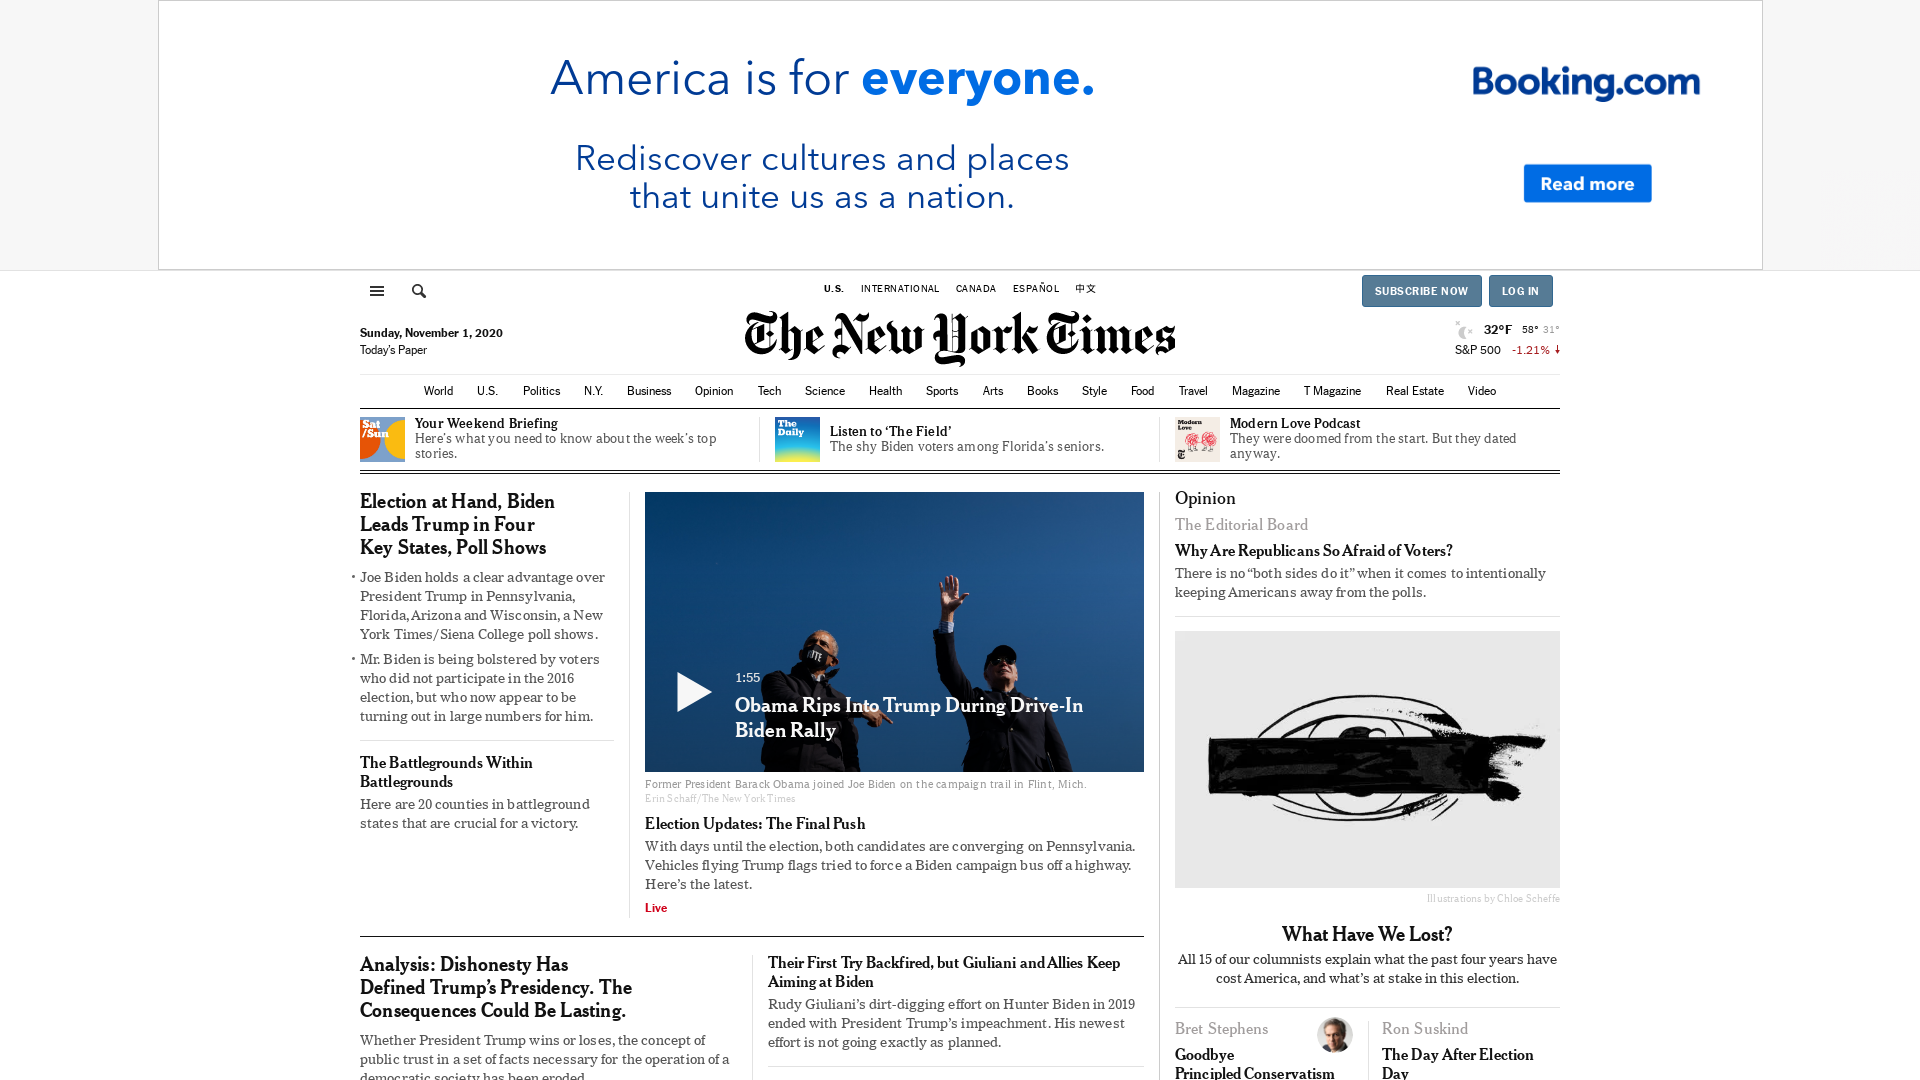 America is for everyone.
Booking.com
Rediscover cultures and places
that unite us as a nation.
Read more
U.S. INTERNATIONAL CANADA ESPAÑOL 中文
SUBSCRIBE NOW LOG IN
Sunday, November 1, 2020
Today's Paper
The New York Times
32°F 58° 31°
S&P 500 -1.21%
World U.S. Politics N.Y. Business Opinion Tech Science Health Sports Arts Books Style Food Travel Magazine T Magazine Real Estate Video
Sat
/Sun
Your Weekend Briefing
Here's what you need to know about the week's top
stories.
The
Daily
Listen to ‘The Field’
The shy Biden voters among Florida's seniors.
Modern
Love
Modern Love Podcast
They were doomed from the start. But they dated
anyway.
Election at Hand, Biden
Leads Trump in Four
Key States, Poll Shows
• Joe Biden holds a clear advantage over
President Trump in Pennsylvania,
Florida, Arizona and Wisconsin, a New
York Times/Siena College poll shows.
• Mr. Biden is being bolstered by voters
who did not participate in the 2016
election, but who now appear to be
turning out in large numbers for him.
The Battlegrounds Within
Battlegrounds
Here are 20 counties in battleground
states that are crucial for a victory.
VOTE
1:55
Obama Rips Into Trump During Drive-In
Biden Rally
Former President Barack Obama joined Joe Biden on the campaign trail in Flint, Mich.
Erin Schaff/The New York Times
Election Updates: The Final Push
With days until the election, both candidates are converging on Pennsylvania.
Vehicles flying Trump flags tried to force a Biden campaign bus off a highway.
Here's the latest.
Live
Opinion
The Editorial Board
Why Are Republicans So Afraid of Voters?
There is no “both sides do it” when it comes to intentionally
keeping Americans away from the polls.
Illustrations by Chloe Scheffe
What Have We Lost?
All 15 of our columnists explain what the past four years have
cost America, and what's at stake in this election.
Analysis: Dishonesty Has
Defined Trump's Presidency. The
Consequences Could Be Lasting.
Whether President Trump wins or loses, the concept of
public trust in a set of facts necessary for the operation of a
democratic society has been eroded.
Their First Try Backfired, but Giuliani and Allies Keep
Aiming at Biden
Rudy Giuliani's dirt-digging effort on Hunter Biden in 2019
ended with President Trump's impeachment. His newest
effort is not going exactly as planned.
Bret Stephens
Goodbye
Principled Conservatism
Ron Suskind
The Day After Election
Day